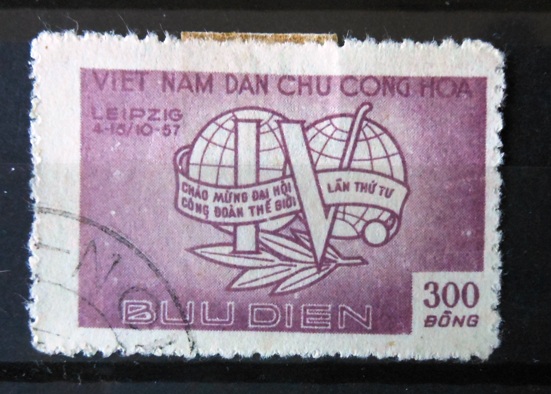 VIET NAM DAN CHU CONG HOA
LEIPZIG
4-15/10-57
IV
CHÀO MỪNG ĐẠI HỘI
CÔNG ĐOÀN THẾ GIỚI
LẦN THỨ TƯ
300
ĐỒNG
BUU DIEN